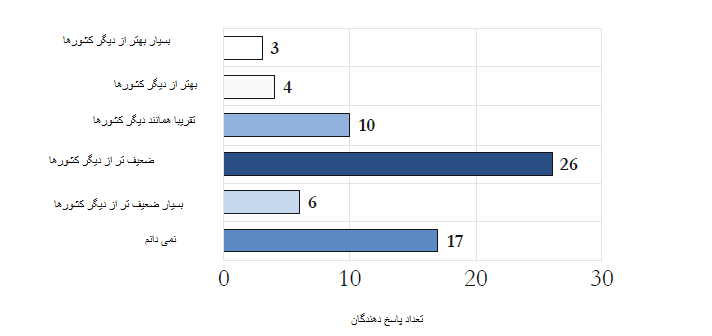 بسیار بهتر از دیگر کشورها
3
بهتر از دیگر کشورها
4
تقریبا همانند دیگر کشورها
10
ضعیف تر از دیگر کشورها
26
بسیار ضعیف تر از دیگر کشورها
6
نمی دانم
17
0 10 20 30
تعداد پاسخ دهندگان